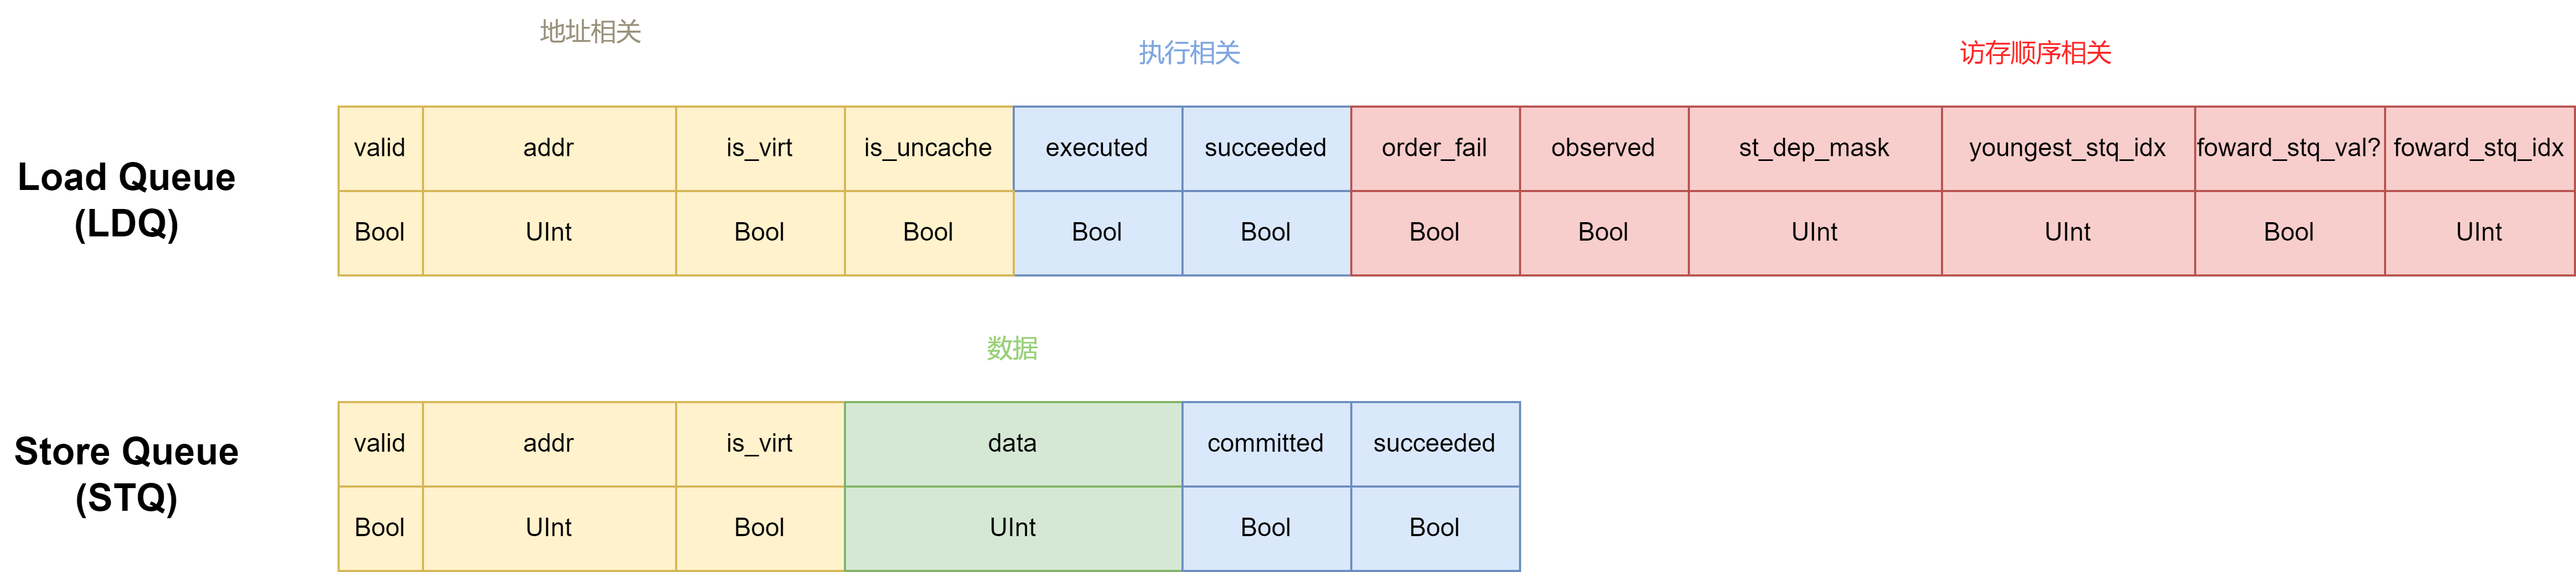 地址相关
执行相关
访存顺序相关
Load Queue
(LDQ)
valid addr is_virt is_uncache executed succeeded order_fail observed st_dep_mask youngest_stq_idx foward_stq_val? foward_stq_idx
Bool UInt Bool Bool Bool Bool Bool Bool UInt UInt Bool UInt
数据
Store Queue
(STQ)
valid addr is_virt data committed succeeded
Bool UInt Bool UInt Bool Bool